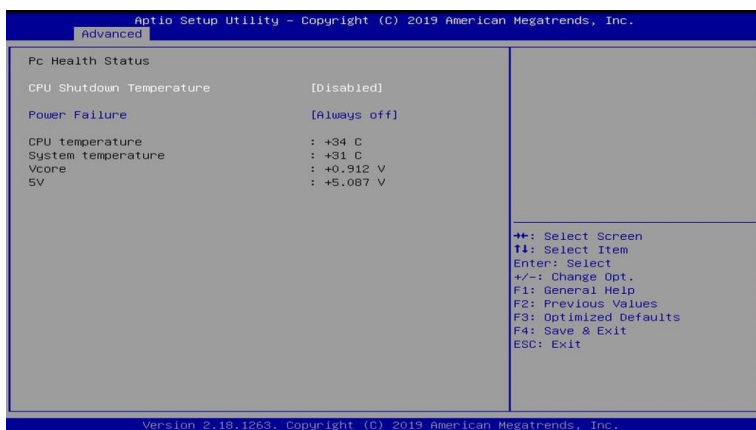 Aptio Setup Utility – Copyright (C) 2019 American Megatrends, Inc.
Advanced
Pc Health Status
CPU Shutdown Temperature [Disabled]
Power Failure [Always off]
CPU temperature : +34 C
System temperature : +31 C
Vcore : +0.912 V
5V : +5.087 V
→←: Select Screen
↑↓: Select Item
Enter: Select
+/-: Change Opt.
F1: General Help
F2: Previous Values
F3: Optimized Defaults
F4: Save & Exit
ESC: Exit
Version 2.18.1263. Copyright (C) 2019 American Megatrends, Inc.